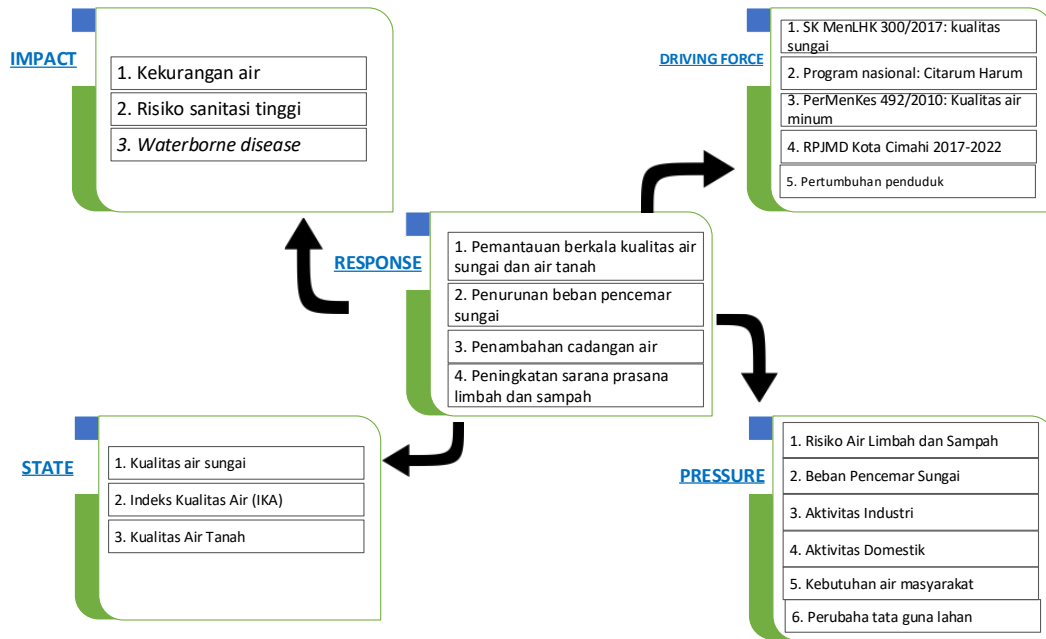 IMPACT
1. Kekurangan air
2. Risiko sanitasi tinggi
3. Waterborne disease
DRIVING FORCE
1. SK MenLHK 300/2017: kualitas
sungai
2. Program nasional: Citarum Harum
3. PerMenKes 492/2010: Kualitas air
minum
4. RPJMD Kota Cimahi 2017-2022
5. Pertumbuhan penduduk
RESPONSE
1. Pemantauan berkala kualitas air
sungai dan air tanah
2. Penurunan beban pencemar
sungai
3. Penambahan cadangan air
4. Peningkatan sarana prasana
limbah dan sampah
STATE
1. Kualitas air sungai
2. Indeks Kualitas Air (IKA)
3. Kualitas Air Tanah
PRESSURE
1. Risiko Air Limbah dan Sampah
2. Beban Pencemar Sungai
3. Aktivitas Industri
4. Aktivitas Domestik
5. Kebutuhan air masyarakat
6. Perubaha tata guna lahan